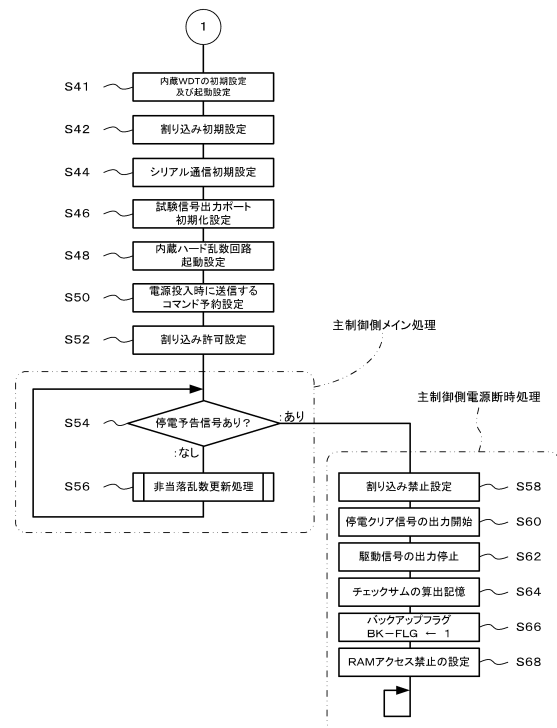 1
S41
内蔵WDTの初期設定
及び起動設定
S42
割り込み初期設定
S44
シリアル通信初期設定
S46
試験信号出力ポート
初期化設定
S48
内蔵ハード乱数回路
起動設定
S50
電源投入時に送信する
コマンド予約設定
S52
割り込み許可設定
主制御側メイン処理
主制御側電源断時処理
S54
停電予告信号あり？
:あり
:なし
S56
非当落乱数更新処理
割り込み禁止設定
S58
停電クリア信号の出力開始
S60
駆動信号の出力停止
S62
チェックサムの算出記憶
S64
バックアップフラグ
BK－FLG ← 1
S66
RAMアクセス禁止の設定
S68